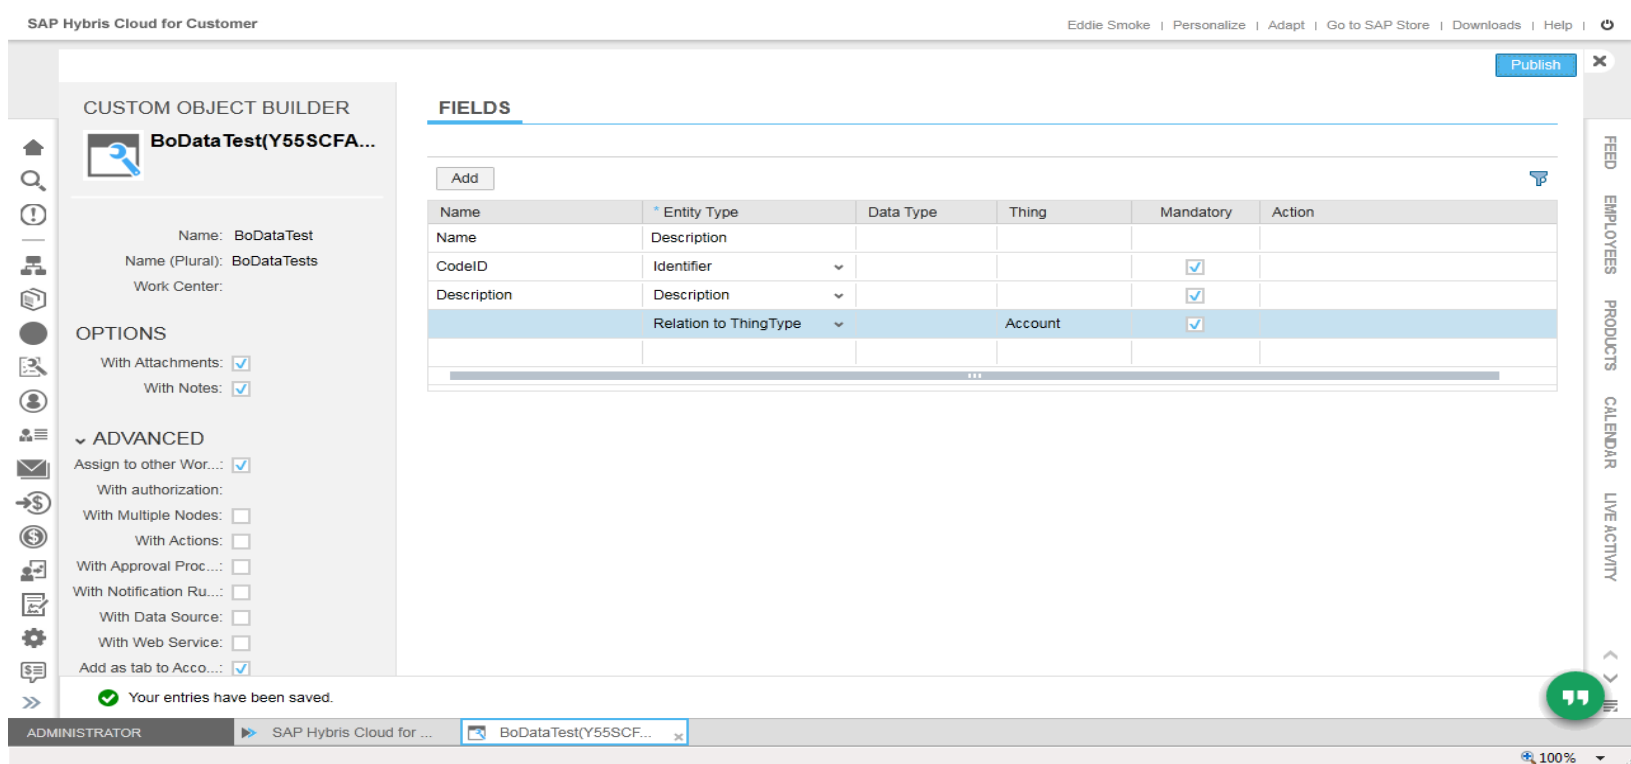 SAP Hybris Cloud for Customer
Eddie Smoke | Personalize | Adapt | Go to SAP Store | Downloads | Help |
Publish
CUSTOM OBJECT BUILDER
BoDataTest(Y55SCFA...
Name: BoDataTest
Name (Plural): BoDataTests
Work Center:
OPTIONS
With Attachments:
With Notes:
ADVANCED
Assign to other Wor...:
With authorization:
With Multiple Nodes:
With Actions:
With Approval Proc...:
With Notification Ru...:
With Data Source:
With Web Service:
Add as tab to Acco...:
FIELDS
Add
Name * Entity Type Data Type Thing Mandatory Action
Name Description
CodeID Identifier
Description Description
Relation to ThingType Account
FEED
EMPLOYEES
PRODUCTS
CALENDAR
LIVE ACTIVITY
Your entries have been saved.
ADMINISTRATOR SAP Hybris Cloud for ... BoDataTest(Y55SCF...
100%